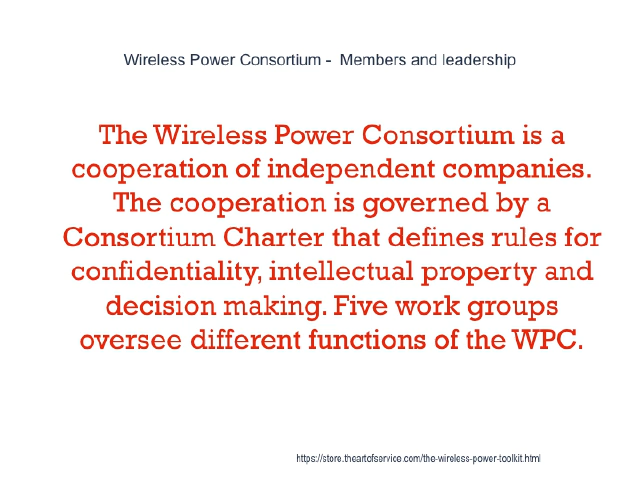 Wireless Power Consortium -  Members and leadership
The Wireless Power Consortium is a
cooperation of independent companies.
The cooperation is governed by a
Consortium Charter that defines rules for
confidentiality, intellectual property and
decision making. Five work groups
oversee different functions of the WPC.
https://store.theartofservice.com/the-wireless-power-toolkit.html